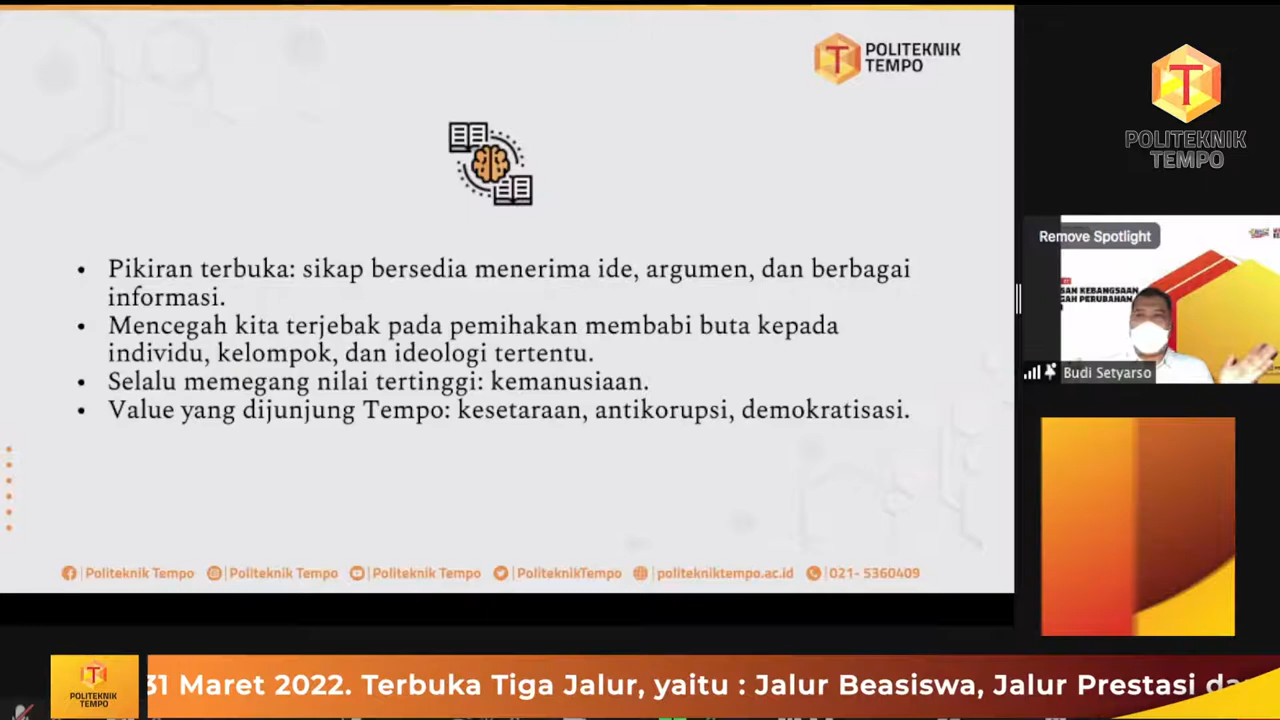 POLITEKNIK
TEMPO
• Pikiran terbuka: sikap bersedia menerima ide, argumen, dan berbagai
informasi.
• Mencegah kita terjebak pada pemihakan membabi buta kepada
individu, kelompok, dan ideologi tertentu.
• Selalu memegang nilai tertinggi: kemanusiaan.
• Value yang dijunjung Tempo: kesetaraan, antikorupsi, demokratisasi.
Politeknik Tempo Politeknik Tempo Politeknik Tempo PoliteknikTempo politekniktempo.ac.id 021- 5360409
T
POLITEKNIK
TEMPO
Remove Spotlight
KEBANGSAAN
PERUBAHAN
Budi Setyarso
POLITEKNIK
TEMPO
31 Maret 2022. Terbuka Tiga Jalur, yaitu : Jalur Beasiswa, Jalur Prestasi